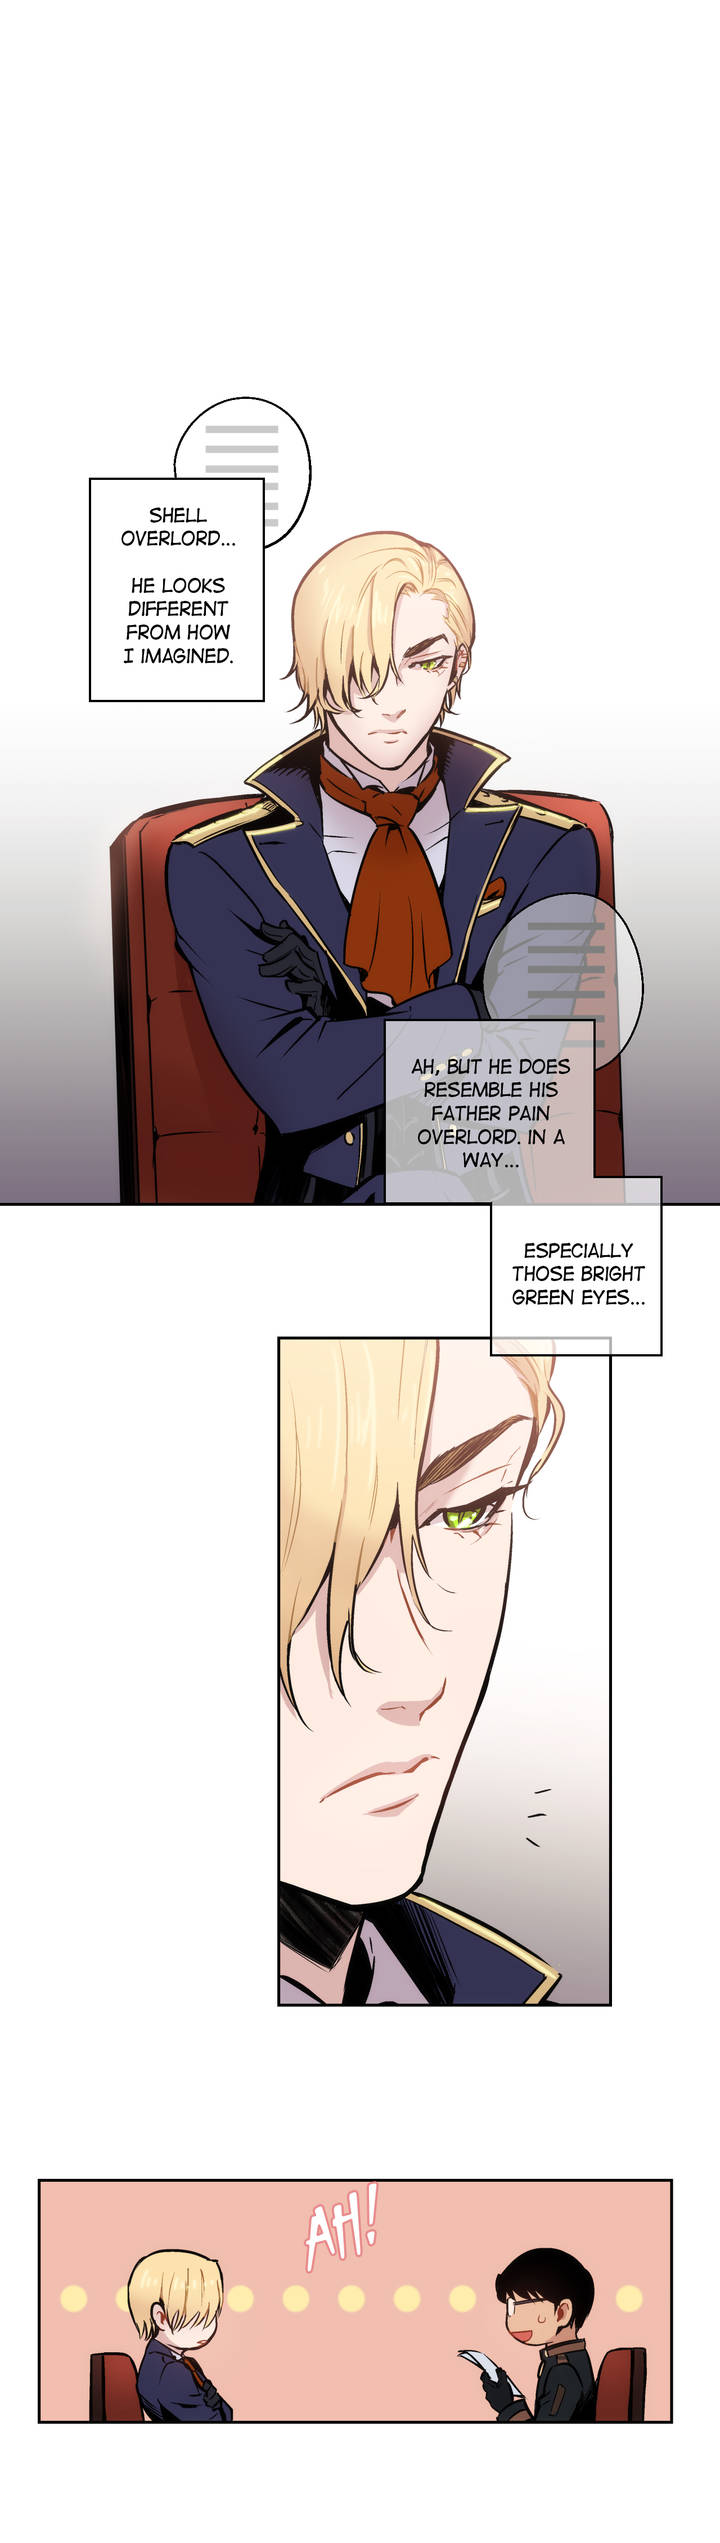 SHELL
OVERLORD...
HE LOOKS
DIFFERENT
FROM HOW
I IMAGINED.
AH, BUT HE DOES
RESEMBLE HIS
FATHER PAIN
OVERLORD. IN A
WAY...
ESPECIALLY
THOSE BRIGHT
GREEN EYES...
AH!